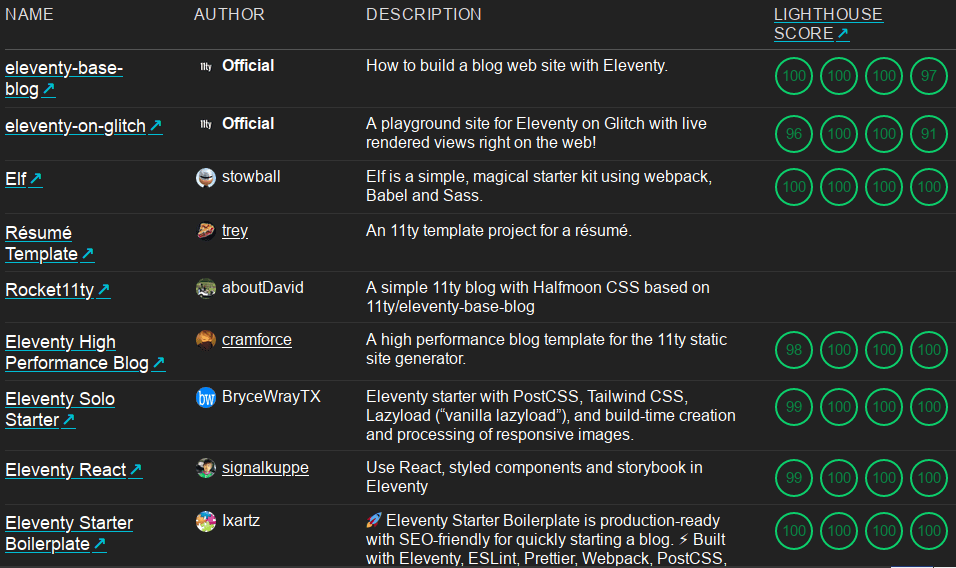 NAME AUTHOR DESCRIPTION LIGHTHOUSE
SCORE ↗
eleventy-base- 11ty Official How to build a blog web site with Eleventy. 100 100 100 97
blog ↗
eleventy-on-glitch ↗ 11ty Official A playground site for Eleventy on Glitch with live 96 100 100 91
rendered views right on the web!
Elf ↗ stowball Elf is a simple, magical starter kit using webpack, 100 100 100 100
Babel and Sass.
Résumé trey An 11ty template project for a résumé.
Template ↗
Rocket11ty ↗ aboutDavid A simple 11ty blog with Halfmoon CSS based on
11ty/eleventy-base-blog
Eleventy High cramforce A high performance blog template for the 11ty static 98 100 100 100
Performance Blog ↗ site generator.
Eleventy Solo bw BryceWrayTX Eleventy starter with PostCSS, Tailwind CSS, 99 100 100 100
Starter ↗ Lazyload (“vanilla lazyload”), and build-time creation
and processing of responsive images.
Eleventy React ↗ signalkuppe Use React, styled components and storybook in 99 100 100 100
Eleventy
Eleventy Starter Ixartz 🚀 Eleventy Starter Boilerplate is production-ready 100 100 100 100
Boilerplate ↗ with SEO-friendly for quickly starting a blog. ⚡ Built
with Eleventy, ESLint, Prettier, Webpack, PostCSS,